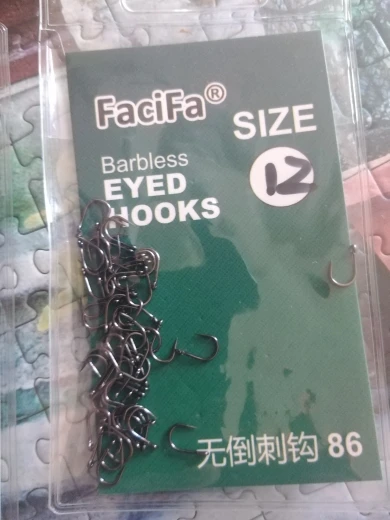 FaciFa®
SIZE
12
Barbless
EYED
HOOKS
无倒刺钩 86